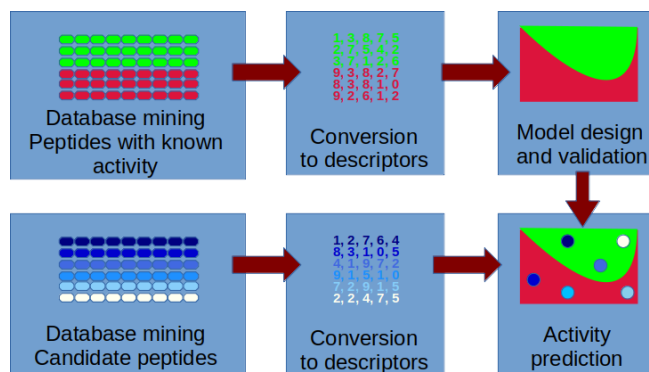 1, 3, 8, 7, 5
2, 7, 5, 4, 2
3, 7, 1, 2, 6
9, 3, 8, 2, 7
8, 3, 8, 1, 0
9, 2, 6, 1, 2
Database mining
Peptides with known
activity
Conversion
to descriptors
Model design
and validation
1, 2, 7, 6, 4
8, 3, 1, 0, 5
4, 1, 9, 7, 2
9, 1, 5, 1, 0
7, 2, 9, 1, 5
2, 2, 4, 7, 5
Database mining
Candidate peptides
Conversion
to descriptors
Activity
prediction